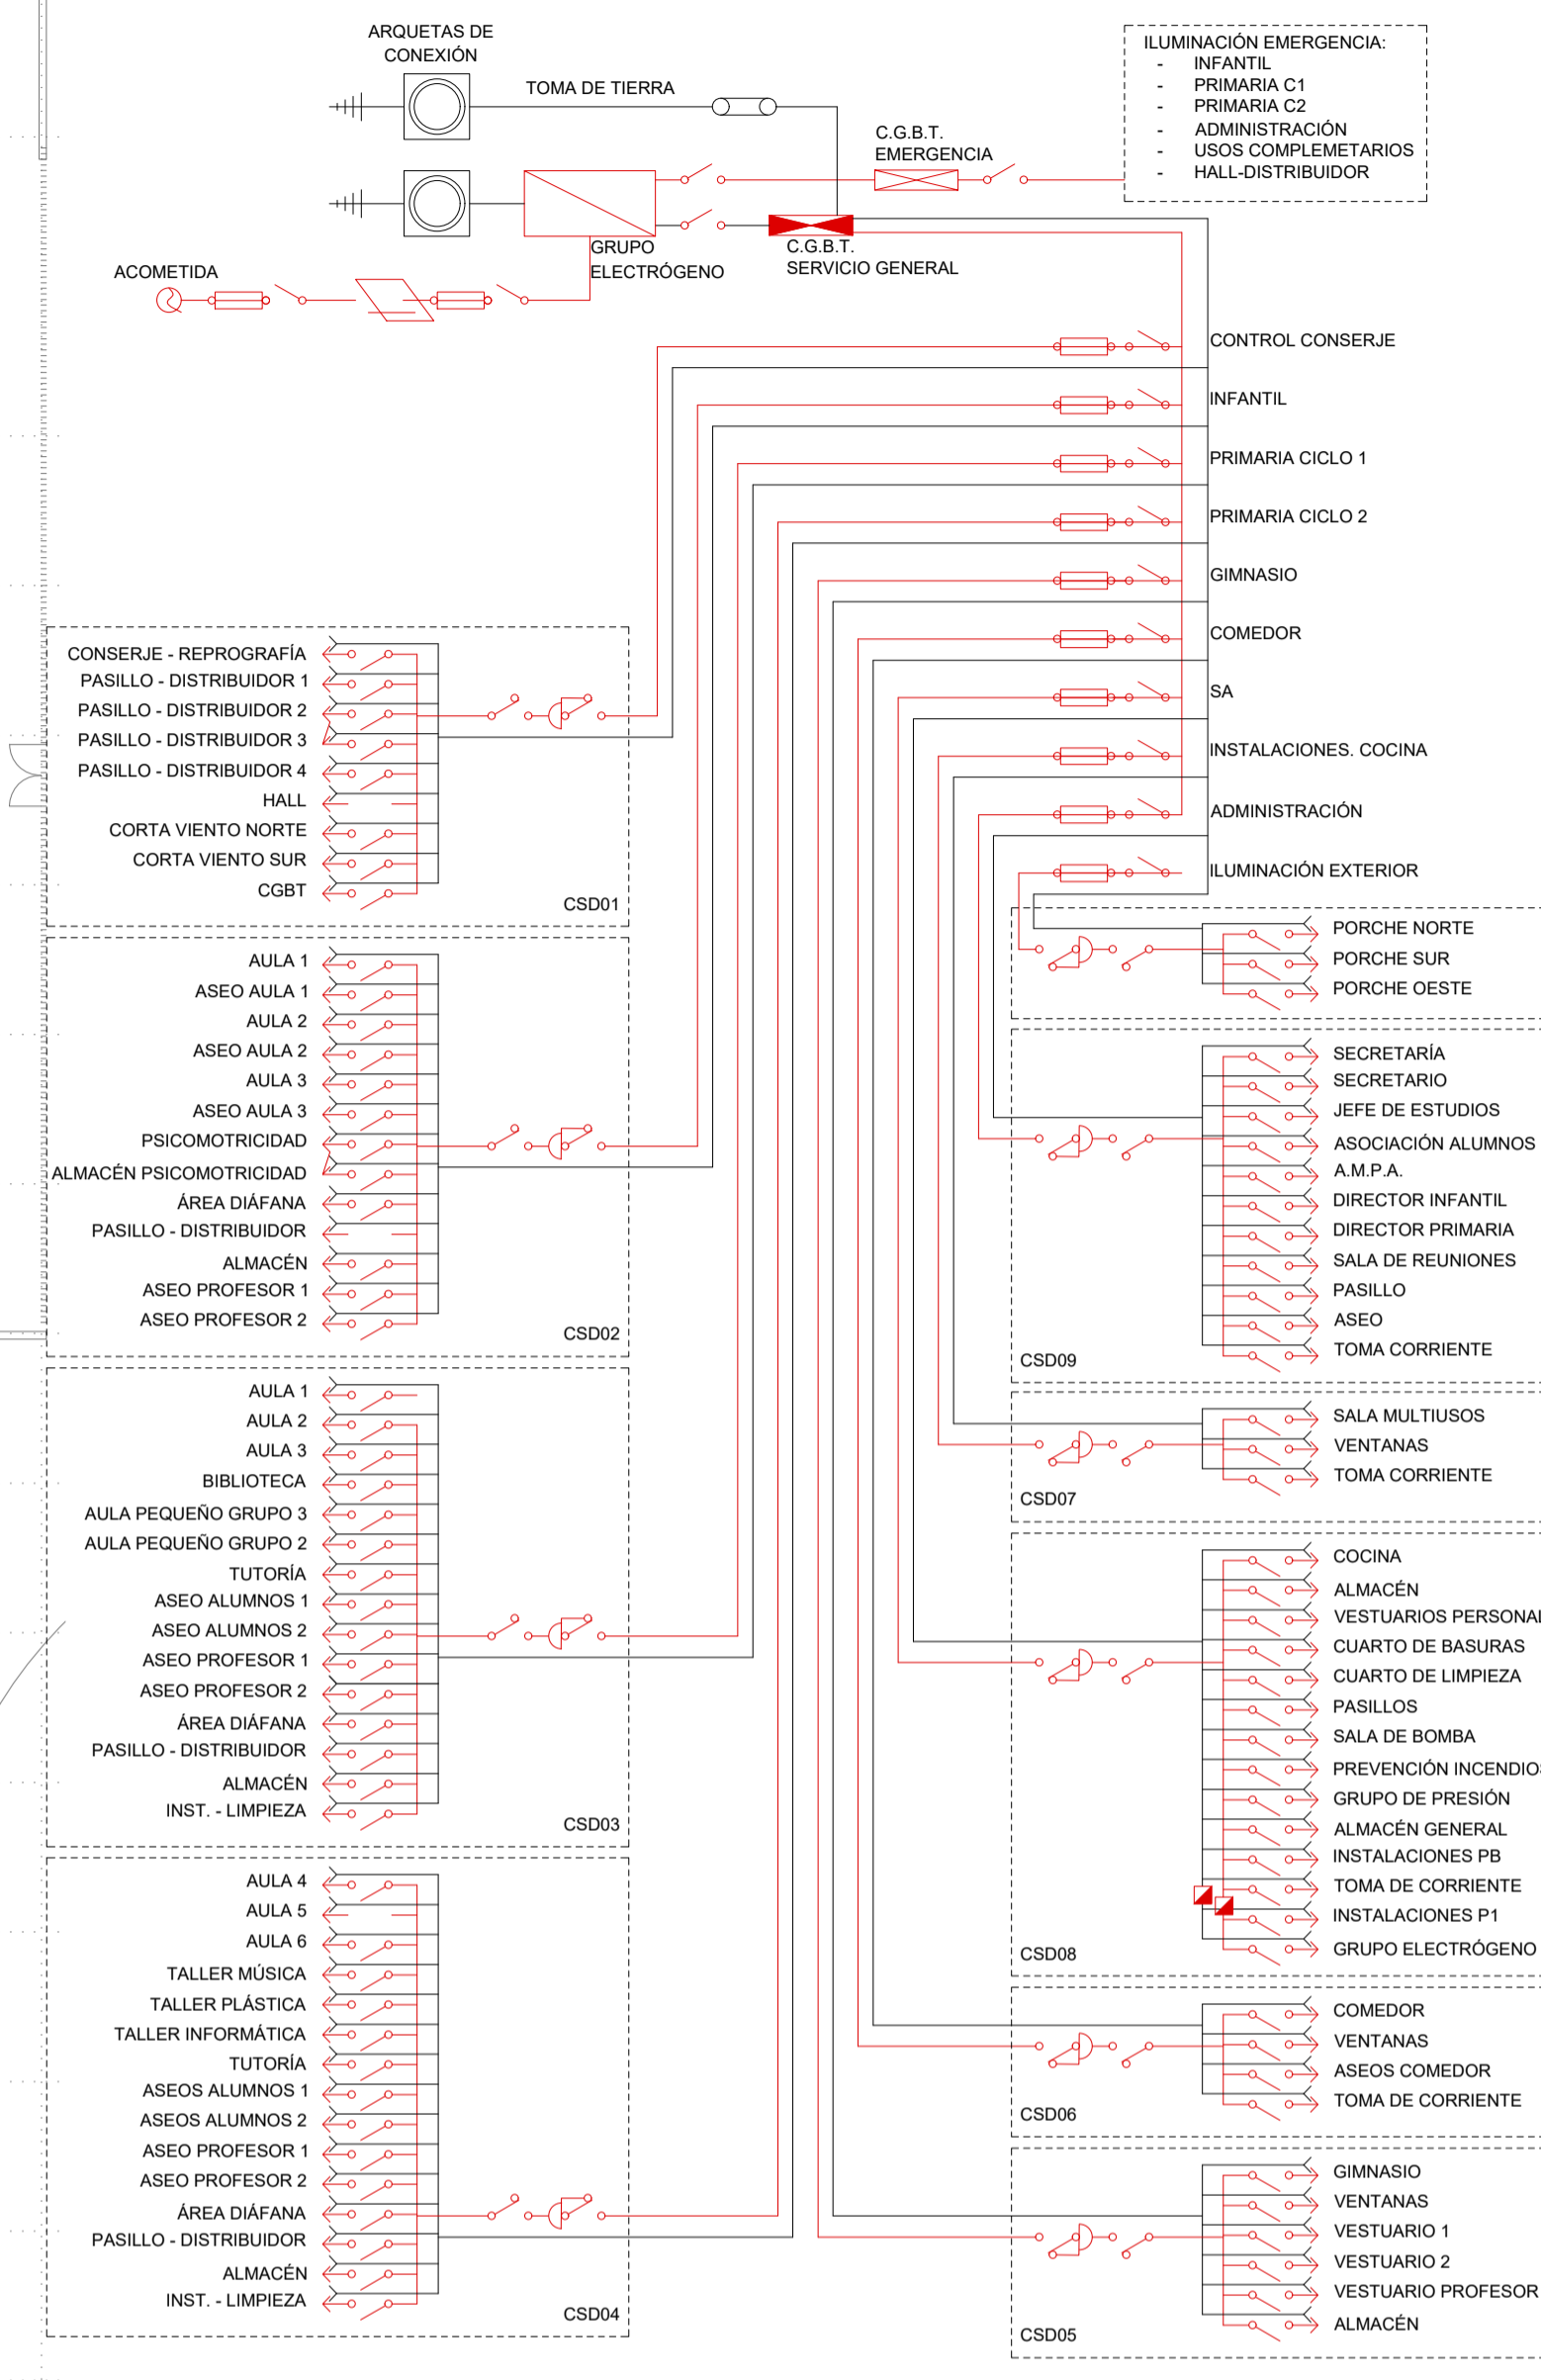 ARQUETAS DE
CONEXIÓN
TOMA DE TIERRA
C.G.B.T.
EMERGENCIA
ILUMINACIÓN EMERGENCIA:
- INFANTIL
- PRIMARIA C1
- PRIMARIA C2
- ADMINISTRACIÓN
- USOS COMPLEMETARIOS
- HALL-DISTRIBUIDOR
GRUPO
ELECTRÓGENO
C.G.B.T.
SERVICIO GENERAL
ACOMETIDA
CONTROL CONSERJE
INFANTIL
PRIMARIA CICLO 1
PRIMARIA CICLO 2
GIMNASIO
COMEDOR
SA
INSTALACIONES. COCINA
ADMINISTRACIÓN
ILUMINACIÓN EXTERIOR
CONSERJE - REPROGRAFÍA
PASILLO - DISTRIBUIDOR 1
PASILLO - DISTRIBUIDOR 2
PASILLO - DISTRIBUIDOR 3
PASILLO - DISTRIBUIDOR 4
HALL
CORTA VIENTO NORTE
CORTA VIENTO SUR
CGBT
CSD01
AULA 1
ASEO AULA 1
AULA 2
ASEO AULA 2
AULA 3
ASEO AULA 3
PSICOMOTRICIDAD
ALMACÉN PSICOMOTRICIDAD
ÁREA DIÁFANA
PASILLO - DISTRIBUIDOR
ALMACÉN
ASEO PROFESOR 1
ASEO PROFESOR 2
CSD02
AULA 1
AULA 2
AULA 3
BIBLIOTECA
AULA PEQUEÑO GRUPO 3
AULA PEQUEÑO GRUPO 2
TUTORÍA
ASEO ALUMNOS 1
ASEO ALUMNOS 2
ASEO PROFESOR 1
ASEO PROFESOR 2
ÁREA DIÁFANA
PASILLO - DISTRIBUIDOR
ALMACÉN
INST. - LIMPIEZA
CSD03
AULA 4
AULA 5
AULA 6
TALLER MÚSICA
TALLER PLÁSTICA
TALLER INFORMÁTICA
TUTORÍA
ASEOS ALUMNOS 1
ASEOS ALUMNOS 2
ASEO PROFESOR 1
ASEO PROFESOR 2
ÁREA DIÁFANA
PASILLO - DISTRIBUIDOR
ALMACÉN
INST. - LIMPIEZA
CSD04
PORCHE NORTE
PORCHE SUR
PORCHE OESTE
SECRETARÍA
SECRETARIO
JEFE DE ESTUDIOS
ASOCIACIÓN ALUMNOS
A.M.P.A.
DIRECTOR INFANTIL
DIRECTOR PRIMARIA
SALA DE REUNIONES
PASILLO
ASEO
TOMA CORRIENTE
CSD09
SALA MULTIUSOS
VENTANAS
TOMA CORRIENTE
CSD07
COCINA
ALMACÉN
VESTUARIOS PERSONAL
CUARTO DE BASURAS
CUARTO DE LIMPIEZA
PASILLOS
SALA DE BOMBA
PREVENCIÓN INCENDIOS
GRUPO DE PRESIÓN
ALMACÉN GENERAL
INSTALACIONES PB
TOMA DE CORRIENTE
INSTALACIONES P1
GRUPO ELECTRÓGENO
CSD08
COMEDOR
VENTANAS
ASEOS COMEDOR
TOMA DE CORRIENTE
CSD06
GIMNASIO
VENTANAS
VESTUARIO 1
VESTUARIO 2
VESTUARIO PROFESOR
ALMACÉN
CSD05